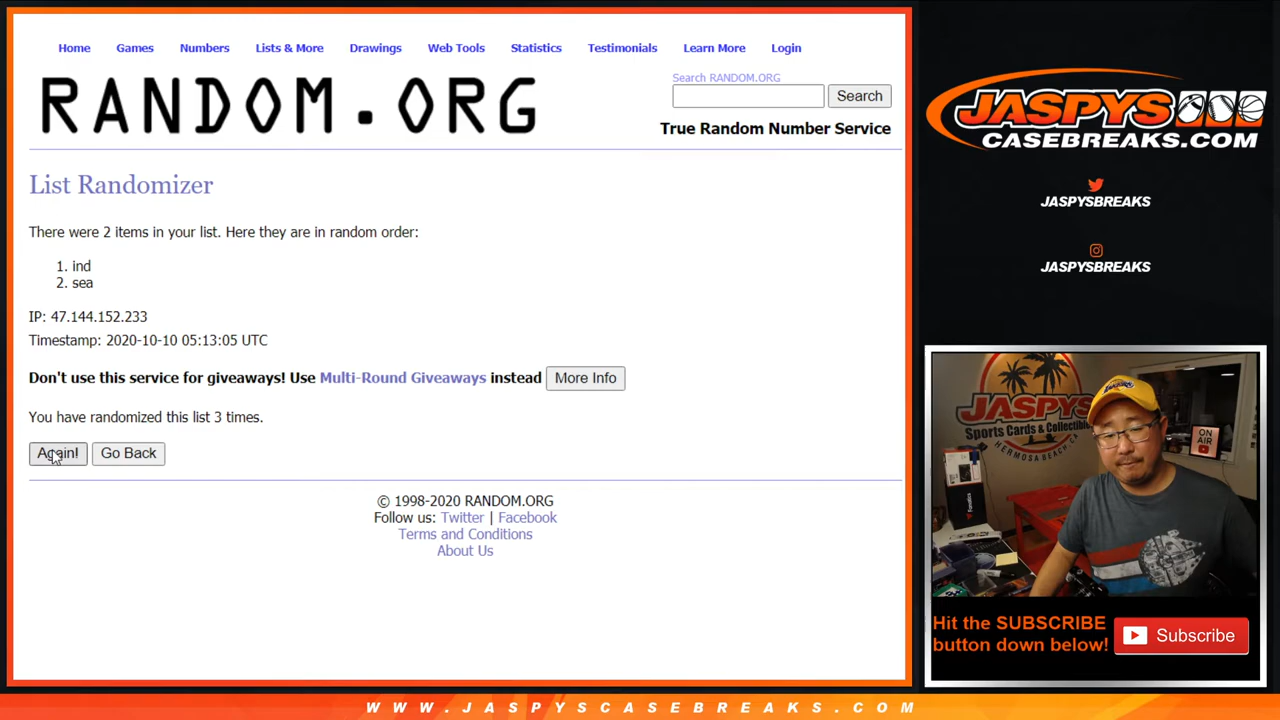 Home Games Numbers Lists & More Drawings Web Tools Statistics Testimonials Learn More Login
RANDOM.ORG
Search RANDOM.ORG
Search
True Random Number Service
List Randomizer
There were 2 items in your list. Here they are in random order:
1. ind
2. sea
IP: 47.144.152.233
Timestamp: 2020-10-10 05:13:05 UTC
Don't use this service for giveaways! Use Multi-Round Giveaways instead More Info
You have randomized this list 3 times.
Again! Go Back
© 1998-2020 RANDOM.ORG
Follow us: Twitter | Facebook
Terms and Conditions
About Us
JASPYS
CASEBREAKS.COM
JASPYSBREAKS
JASPYSBREAKS
JASPYS
Sports Cards & Collectibles
HERMOSA BEACH, CA
ON
AIR
Fanatics
Hit the SUBSCRIBE
button down below!
Subscribe
WWW.JASPYSCASEBREAKS.COM